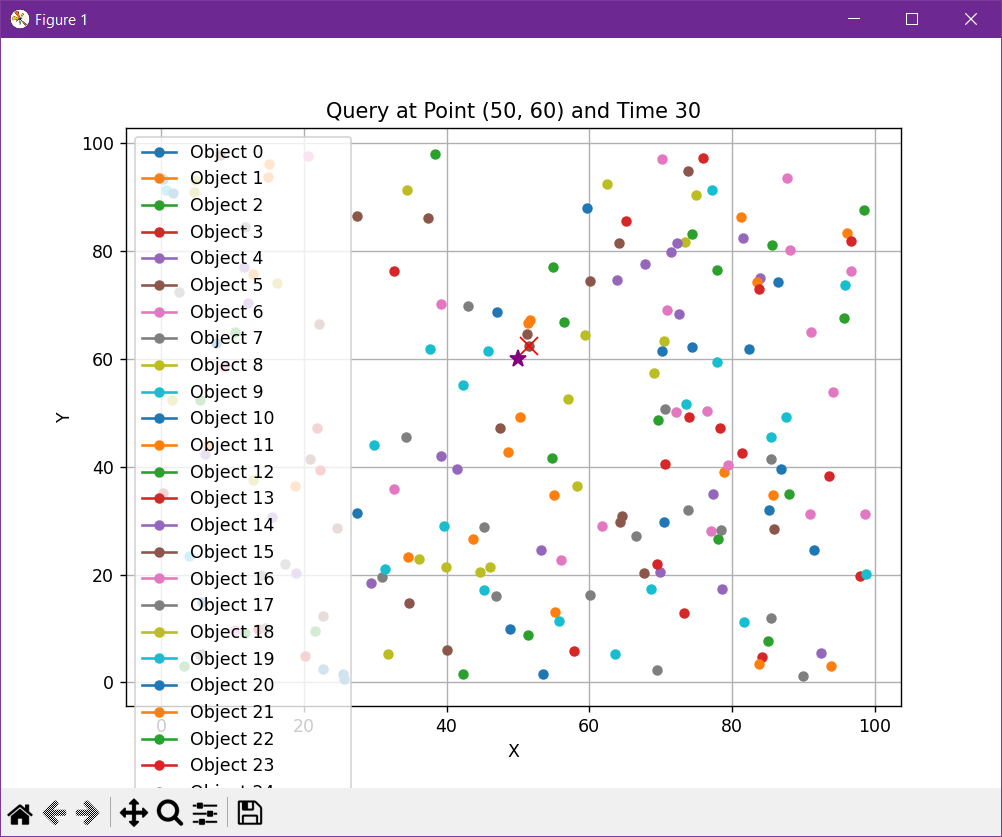 Figure 1
Query at Point (50, 60) and Time 30
100
80
60
40
20
0
Y
0
20
40
60
80
100
X
Object 0
Object 1
Object 2
Object 3
Object 4
Object 5
Object 6
Object 7
Object 8
Object 9
Object 10
Object 11
Object 12
Object 13
Object 14
Object 15
Object 16
Object 17
Object 18
Object 19
Object 20
Object 21
Object 22
Object 23